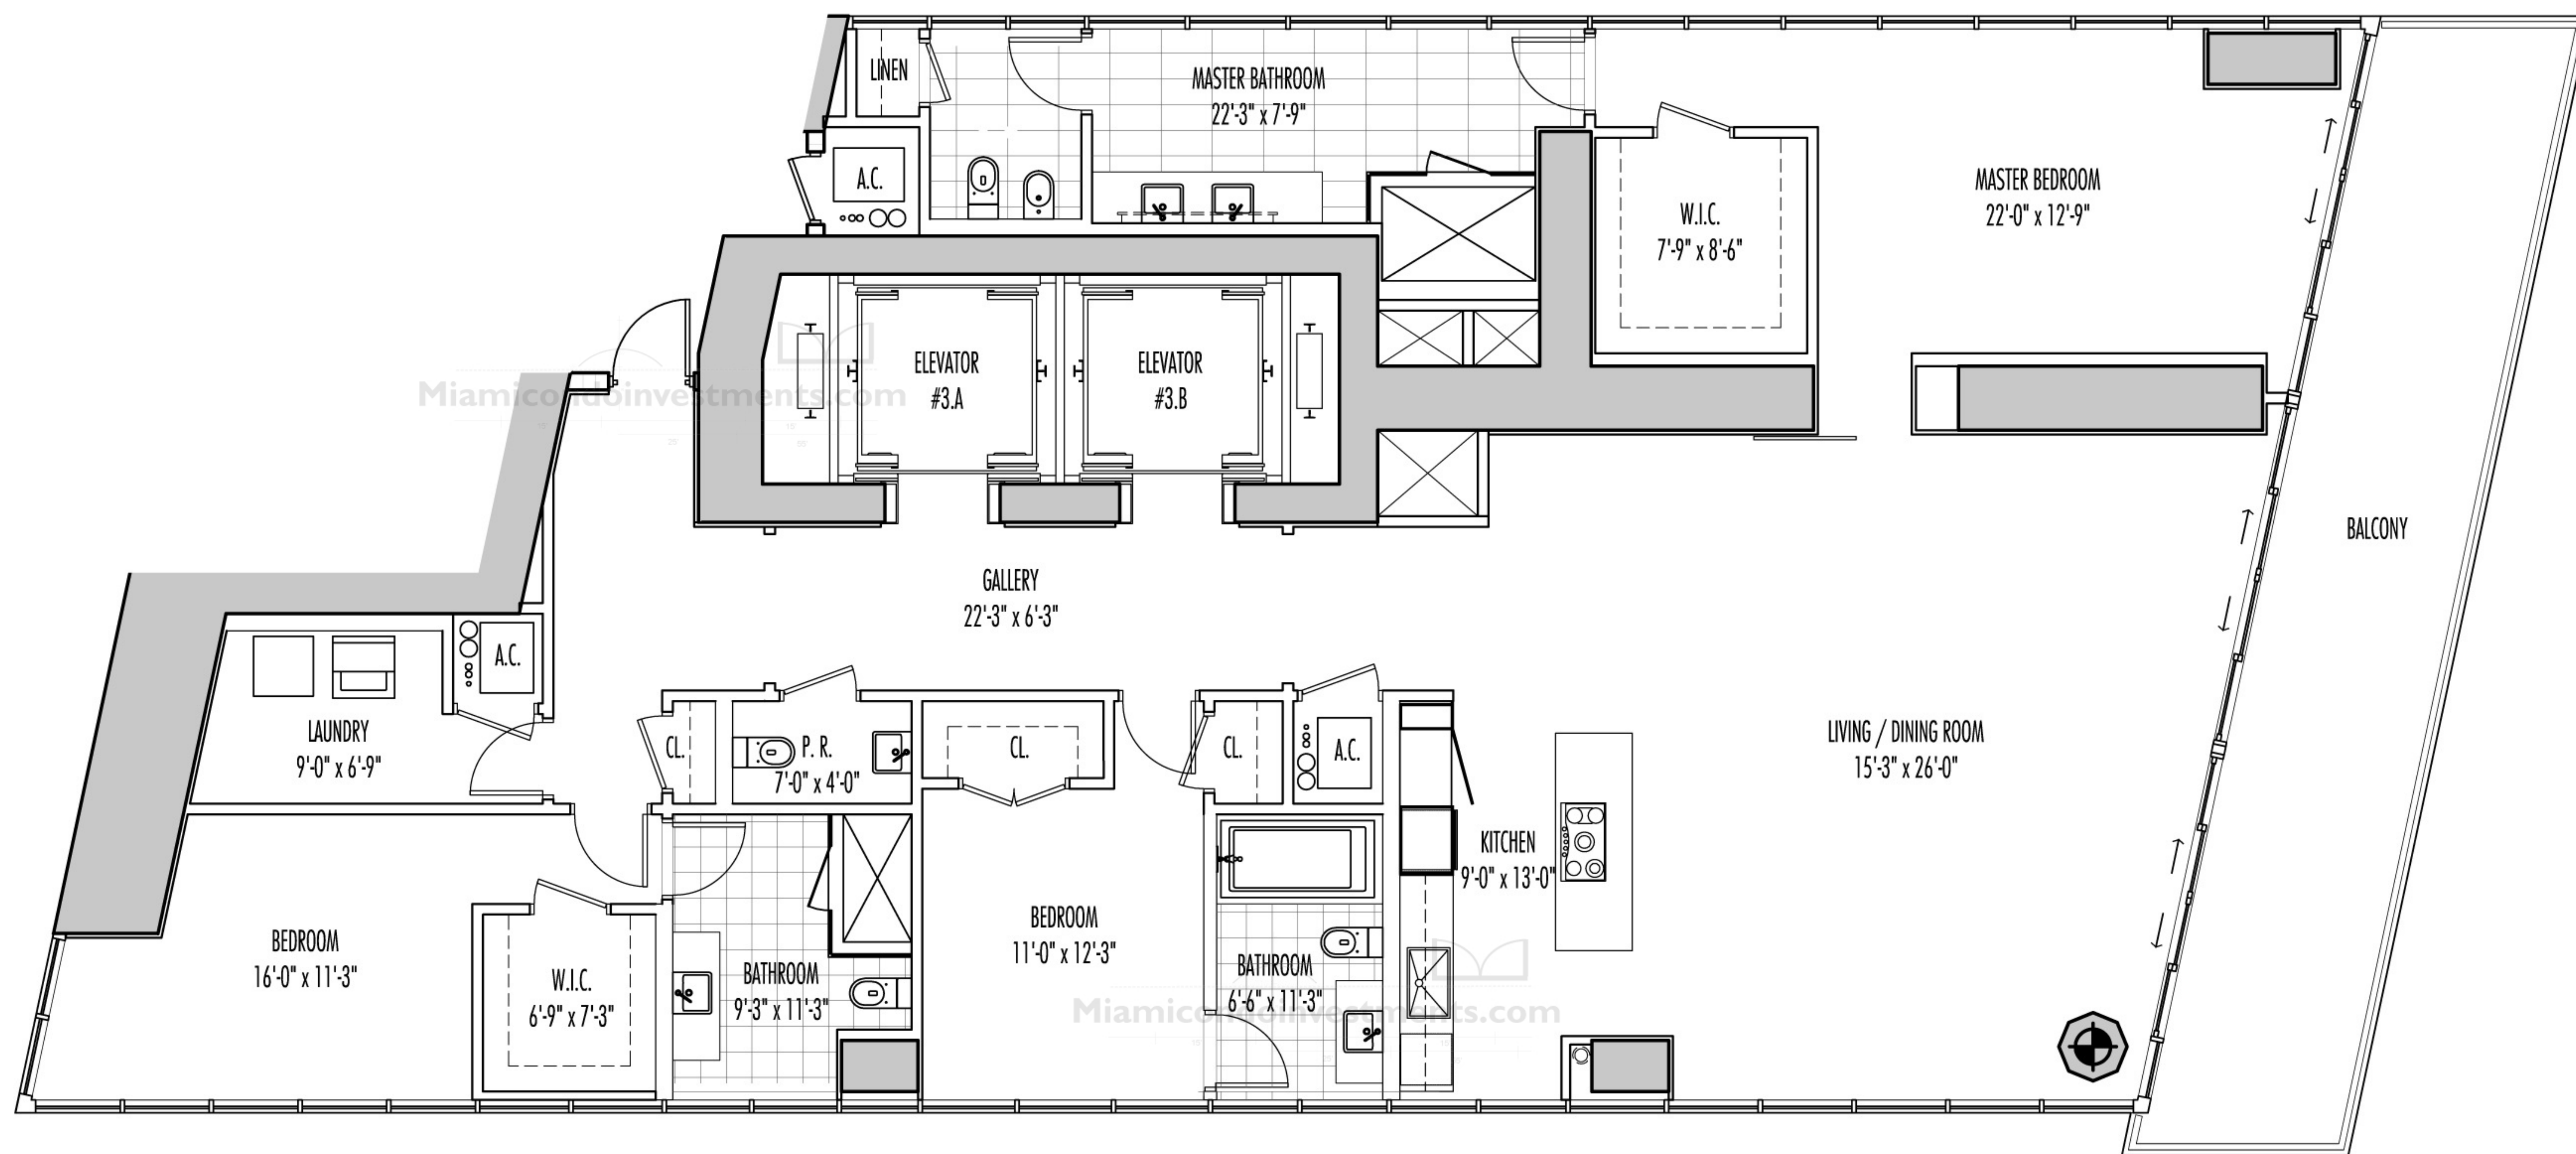 LINEN
MASTER BATHROOM
22'-3" x 7'-9"
A.C.
MASTER BEDROOM
22'-0" x 12'-9"
W.I.C.
7'-9" x 8'-6"
ELEVATOR
#3.A
ELEVATOR
#3.B
Miamicondoinvestments.com
BALCONY
GALLERY
22'-3" x 6'-3"
A.C.
LAUNDRY
9'-0" x 6'-9"
CL.
P. R.
7'-0" x 4'-0"
CL.
CL.
A.C.
LIVING / DINING ROOM
15'-3" x 26'-0"
KITCHEN
9'-0" x 13'-0"
BEDROOM
16'-0" x 11'-3"
W.I.C.
6'-9" x 7'-3"
BATHROOM
9'-3" x 11'-3"
BEDROOM
11'-0" x 12'-3"
BATHROOM
6'-6" x 11'-3"
Miamicondoinvestments.com